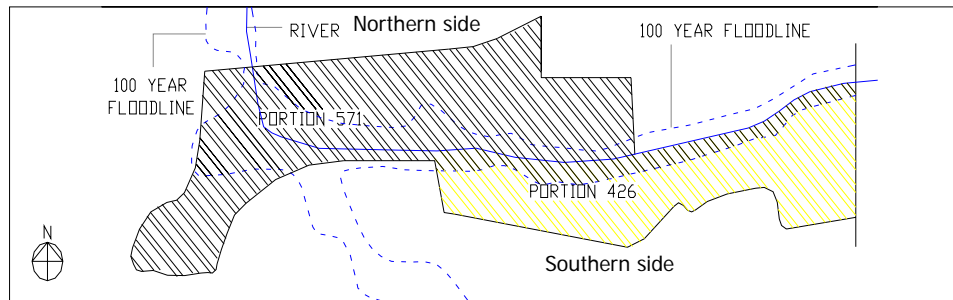 Northern side
RIVER
100 YEAR FLOODLINE
100 YEAR
FLOODLINE
PORTION 571
PORTION 426
N
Southern side